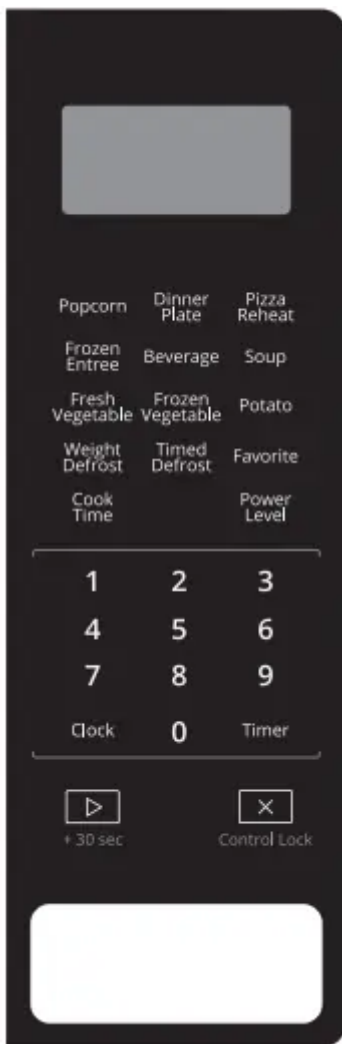 Popcorn Dinner Plate Pizza Reheat
Frozen Entree Beverage Soup
Fresh Vegetable Frozen Vegetable Potato
Weight Defrost Timed Defrost Favorite
Cook Time Power Level
1 2 3
4 5 6
7 8 9
Clock 0 Timer
+ 30 sec Control Lock